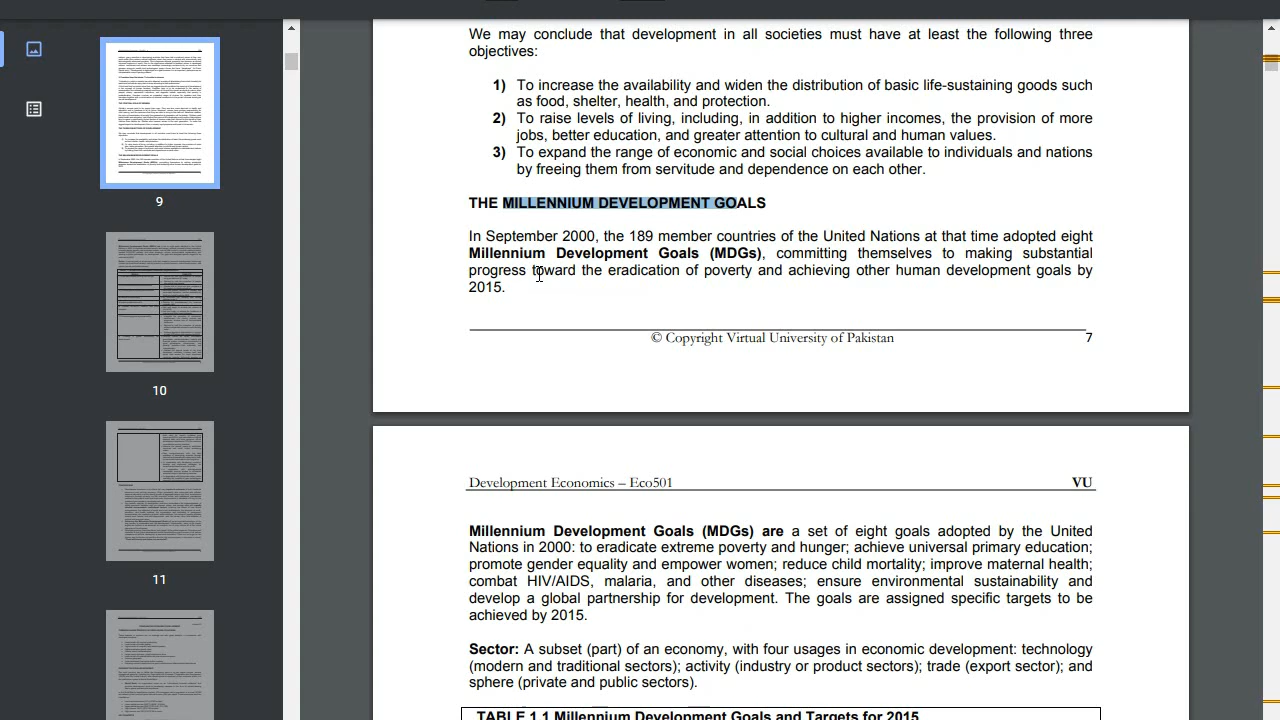 We may conclude that development in all societies must have at least the following three
objectives:
1) To increase the availability and widen the distribution of basic life-sustaining goods such
as food, shelter, health, and protection.
2) To raise levels of living, including, in addition to higher incomes, the provision of more
jobs, better education, and greater attention to cultural and human values.
3) To expand the range of economic and social choices available to individuals and nations
by freeing them from servitude and dependence on each other.
THE MILLENNIUM DEVELOPMENT GOALS
In September 2000, the 189 member countries of the United Nations at that time adopted eight
Millennium Development Goals (MDGs), committing themselves to making substantial
progress toward the eradication of poverty and achieving other human development goals by
2015.
© Copyright Virtual University of Pakistan 7
Development Economics – Eco501 VU
Millennium Development Goals (MDGs) are a set of eight goals adopted by the United
Nations in 2000: to eradicate extreme poverty and hunger; achieve universal primary education;
promote gender equality and empower women; reduce child mortality; improve maternal health;
combat HIV/AIDS, malaria, and other diseases; ensure environmental sustainability and
develop a global partnership for development. The goals are assigned specific targets to be
achieved by 2015.
Sector: A subset (part) of an economy, with four usages in economic development: technology
(modern and traditional sectors); activity (industry or product sectors); trade (export sector); and
sphere (private and public sectors).
TABLE 1.1 Millennium Development Goals and Targets for 2015
9
10
11